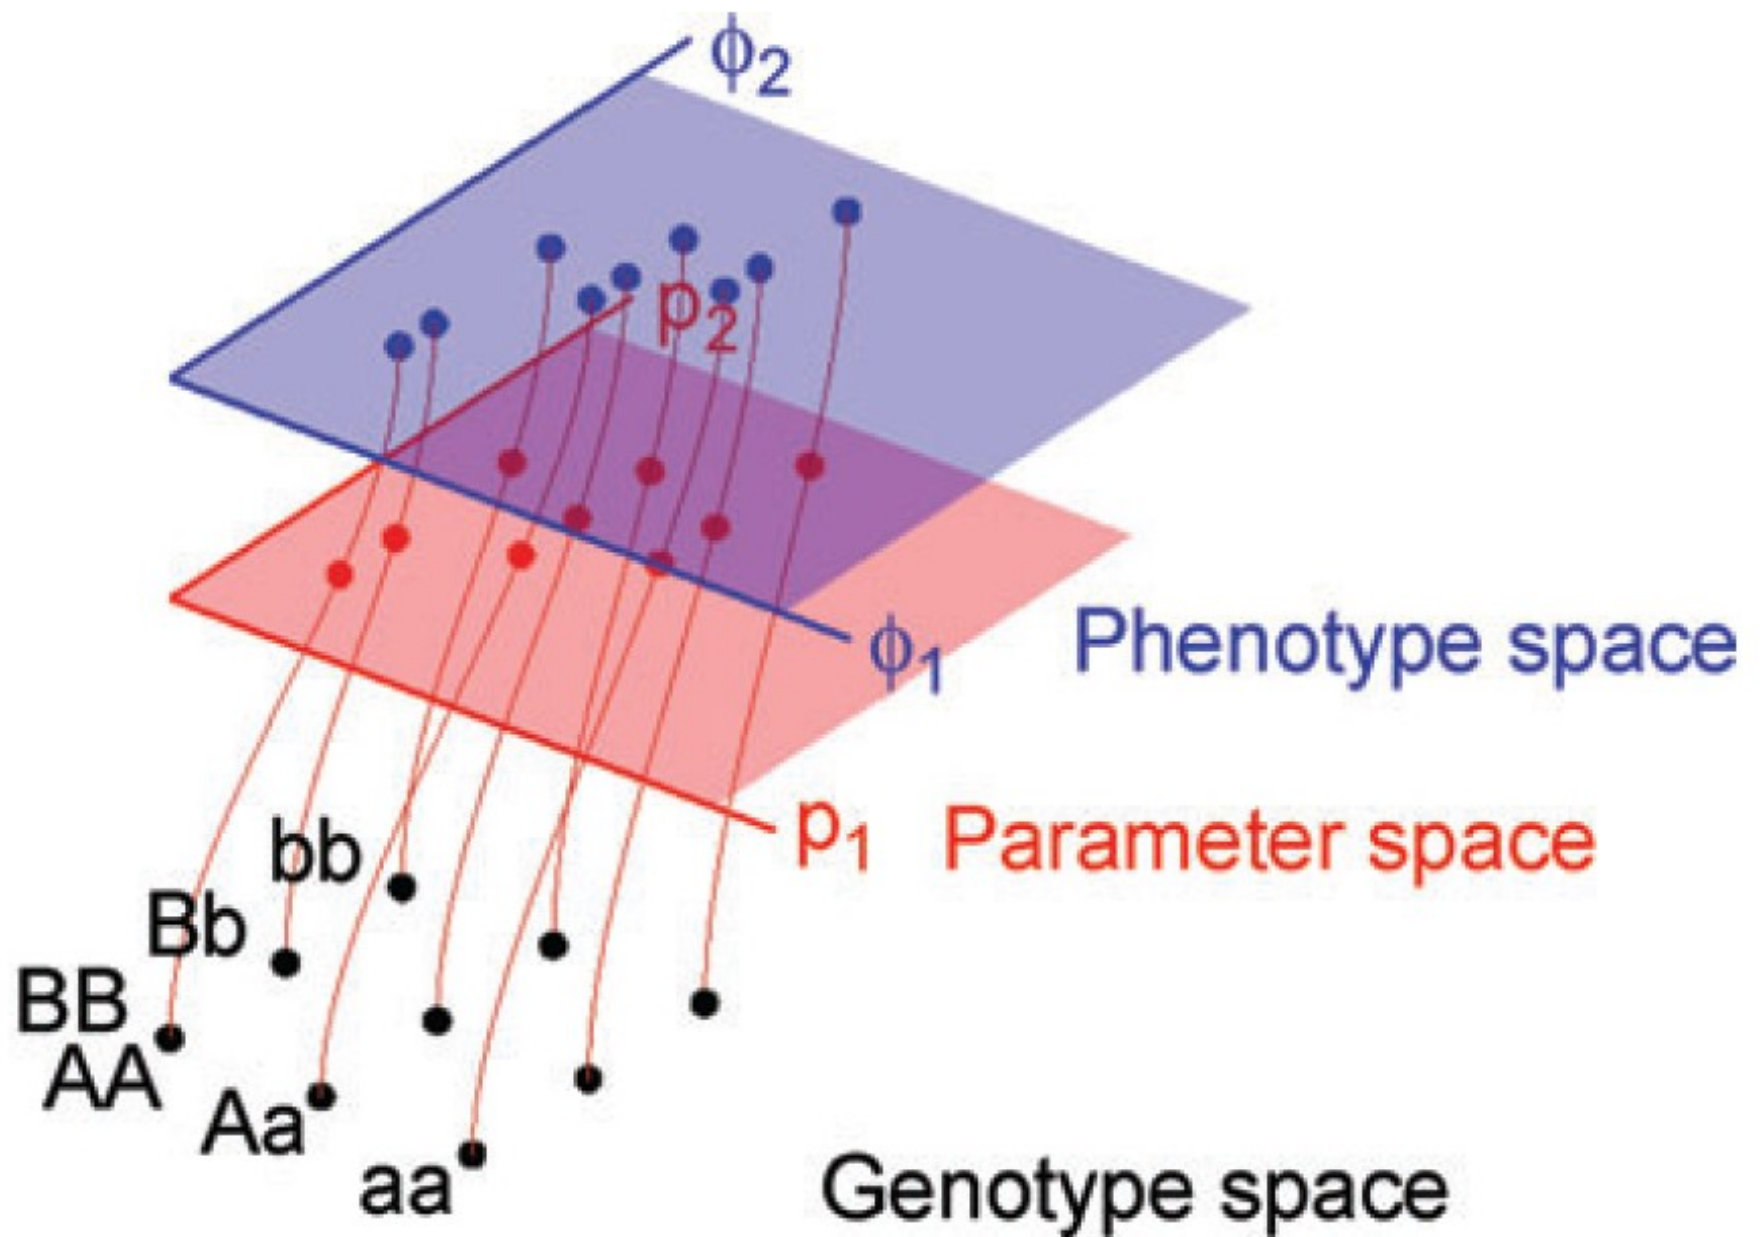 ϕ2
p2
ϕ1
Phenotype space
p1
Parameter space
bb
Bb
BB
AA
Aa
aa
Genotype space